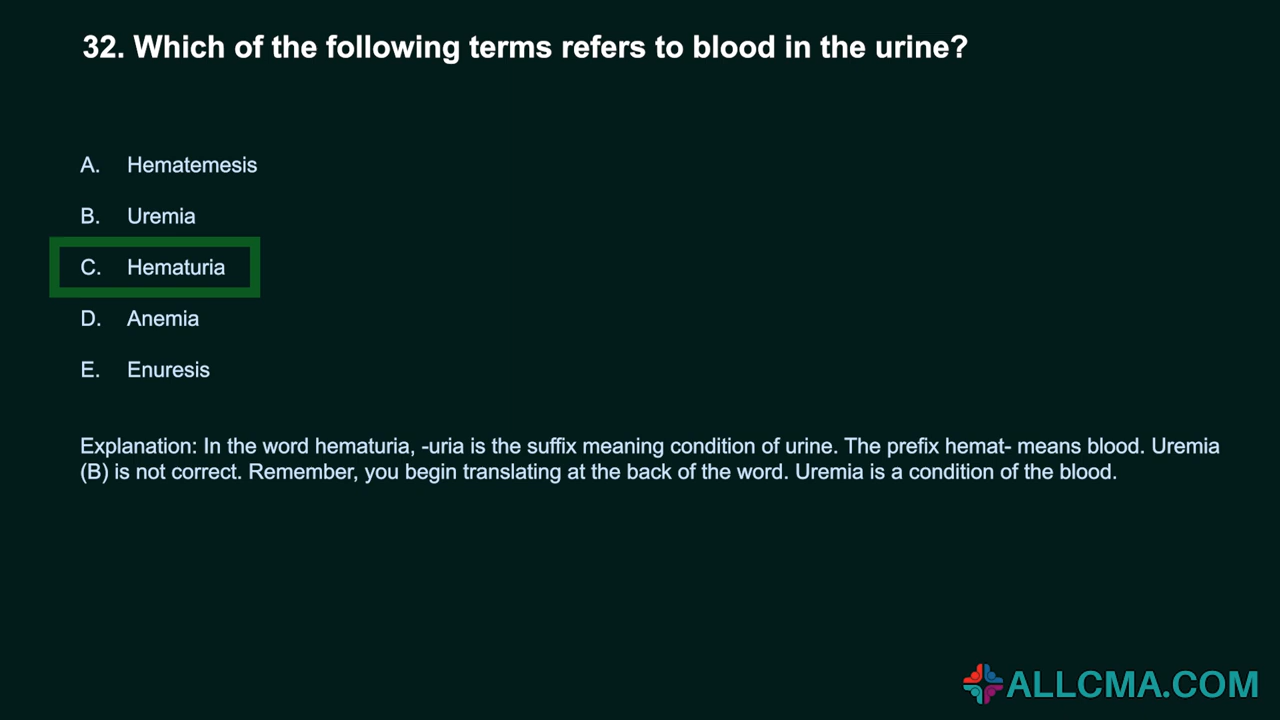 32. Which of the following terms refers to blood in the urine?
A. Hematemesis
B. Uremia
C. Hematuria
D. Anemia
E. Enuresis
Explanation: In the word hematuria, -uria is the suffix meaning condition of urine. The prefix hemat- means blood. Uremia
(B) is not correct. Remember, you begin translating at the back of the word. Uremia is a condition of the blood.
ALLCMA.COM